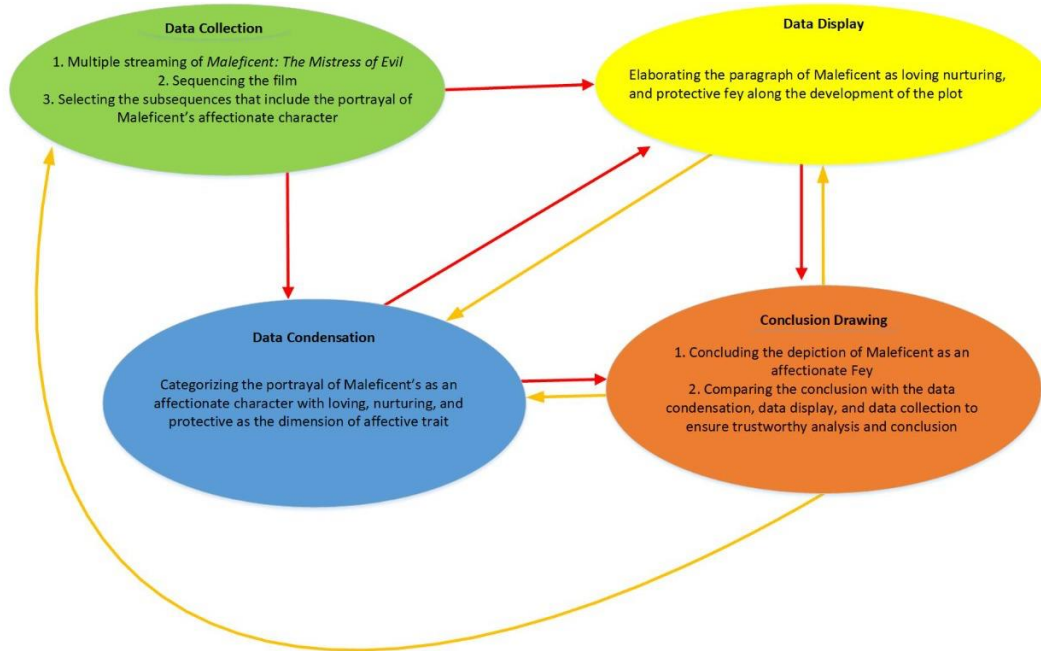 Data Collection
1. Multiple streaming of Maleficent: The Mistress of Evil
2. Sequencing the film
3. Selecting the subsequences that include the portrayal of
Maleficent's affectionate character
Data Display
Elaborating the paragraph of Maleficent as loving nurturing,
and protective fey along the development of the plot
Data Condensation
Categorizing the portrayal of Maleficent's as an
affectionate character with loving, nurturing, and
protective as the dimension of affective trait
Conclusion Drawing
1. Concluding the depiction of Maleficent as an
affectionate Fey
2. Comparing the conclusion with the data
condensation, data display, and data collection to
ensure trustworthy analysis and conclusion